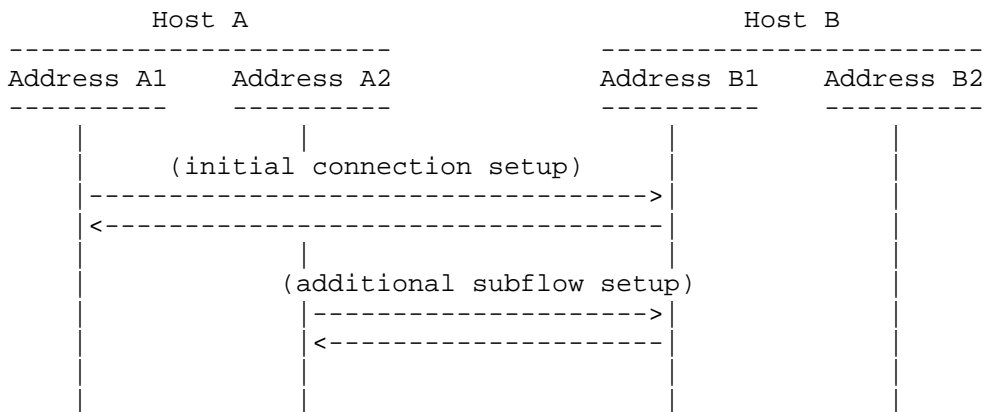 Host A Host B
------------------------ ------------------------
Address A1 Address A2 Address B1 Address B2
---------- ---------- ---------- ----------
(initial connection setup)
(additional subflow setup)